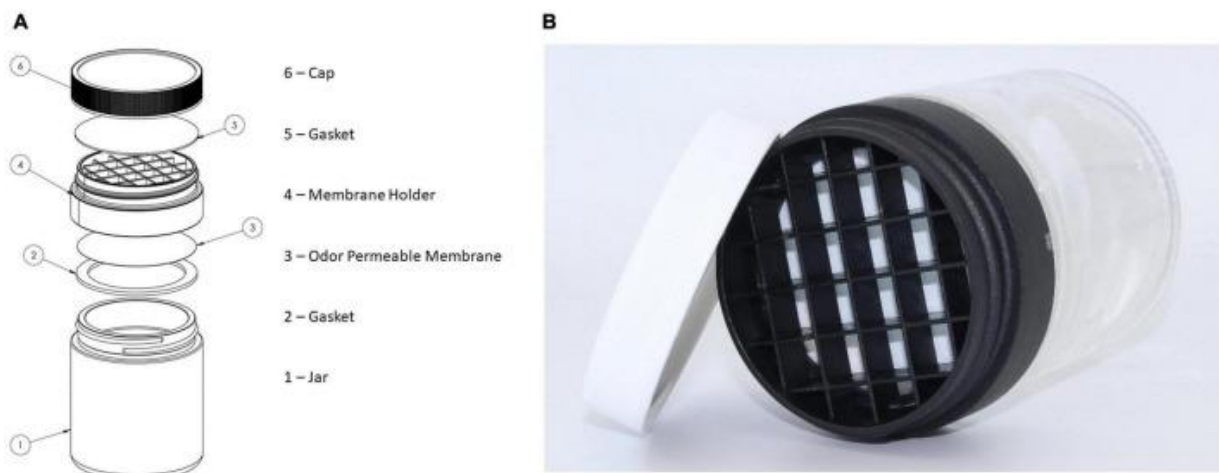 A
B
6
6 – Cap
5
5 – Gasket
4
4 – Membrane Holder
3
3 – Odor Permeable Membrane
2
2 – Gasket
1 – Jar
1